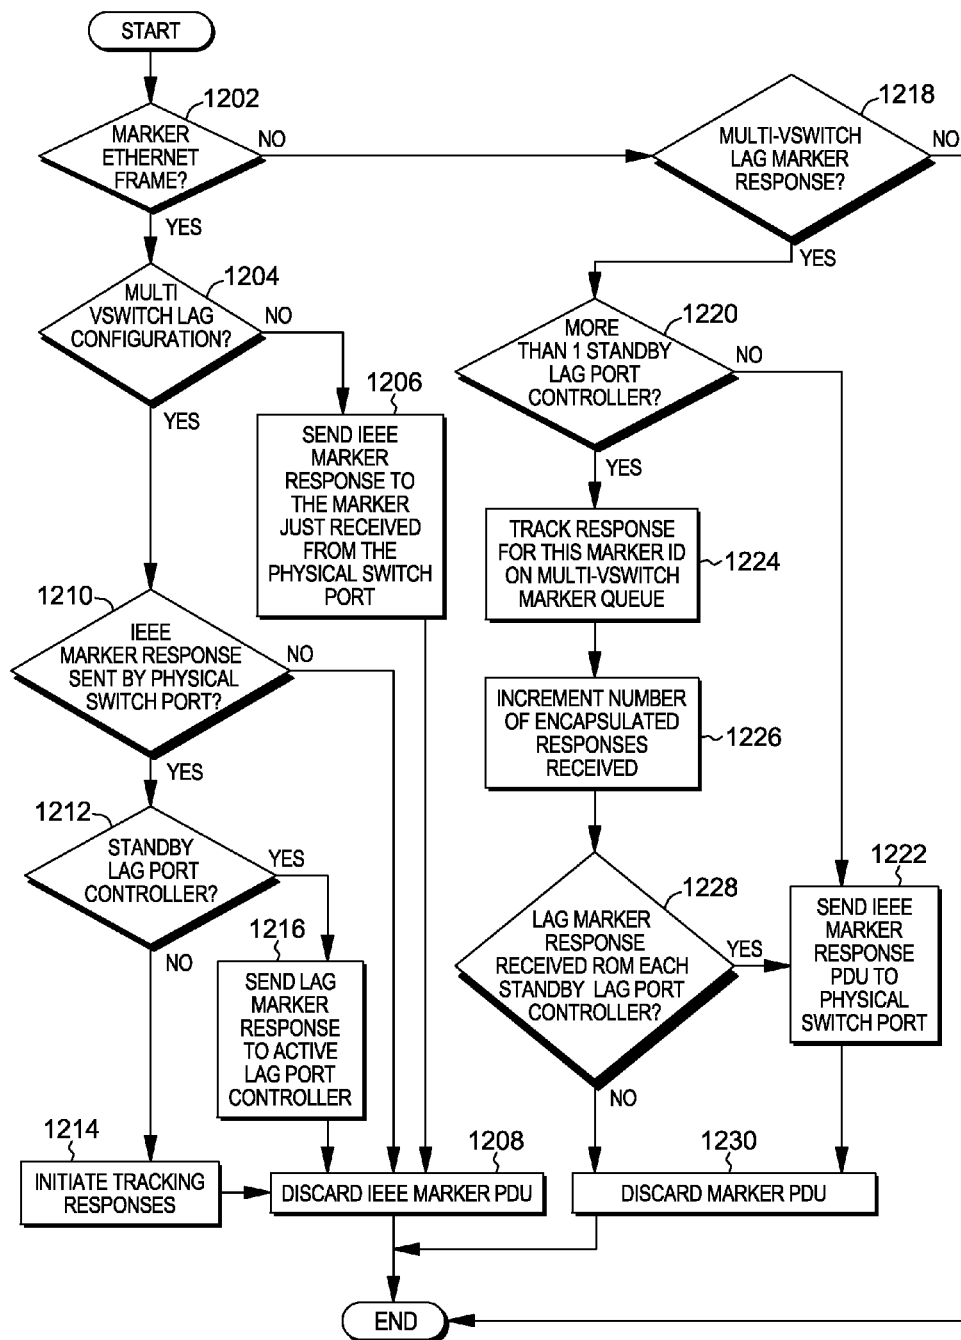 START
1202
MARKER
ETHERNET
FRAME?
NO
YES
1218
MULTI-VSWITCH
LAG MARKER
RESPONSE?
NO
YES
1204
MULTI
VSWITCH LAG
CONFIGURATION?
NO
YES
1206
SEND IEEE
MARKER
RESPONSE TO
THE MARKER
JUST RECEIVED
FROM THE
PHYSICAL SWITCH
PORT
1220
MORE
THAN 1 STANDBY
LAG PORT
CONTROLLER?
NO
YES
TRACK RESPONSE
FOR THIS MARKER ID
ON MULTI-VSWITCH
MARKER QUEUE
1224
1210
IEEE
MARKER RESPONSE
SENT BY PHYSICAL
SWITCH PORT?
NO
YES
INCREMENT NUMBER
OF ENCAPSULATED
RESPONSES
RECEIVED
1226
1212
STANDBY
LAG PORT
CONTROLLER?
YES
NO
1216
SEND LAG
MARKER
RESPONSE
TO ACTIVE
LAG PORT
CONTROLLER
1228
LAG MARKER
RESPONSE
RECEIVED ROM EACH
STANDBY LAG PORT
CONTROLLER?
YES
NO
1222
SEND IEEE
MARKER
RESPONSE
PDU TO
PHYSICAL
SWITCH PORT
1214
INITIATE TRACKING
RESPONSES
1208
DISCARD IEEE MARKER PDU
1230
DISCARD MARKER PDU
END